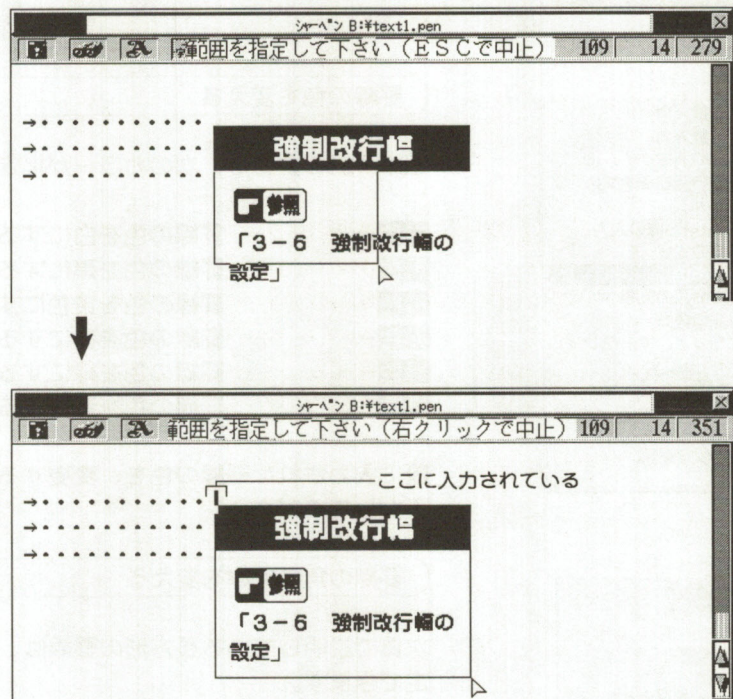 シャーペン B:¥text1.pen
範囲を指定して下さい（ＥＳＣで中止） 109 14 279
強制改行幅
参照
「３－６ 強制改行幅の
設定」
シャーペン B:¥text1.pen
範囲を指定して下さい（右クリックで中止） 109 14 351
ここに入力されている
強制改行幅
参照
「３－６ 強制改行幅の
設定」